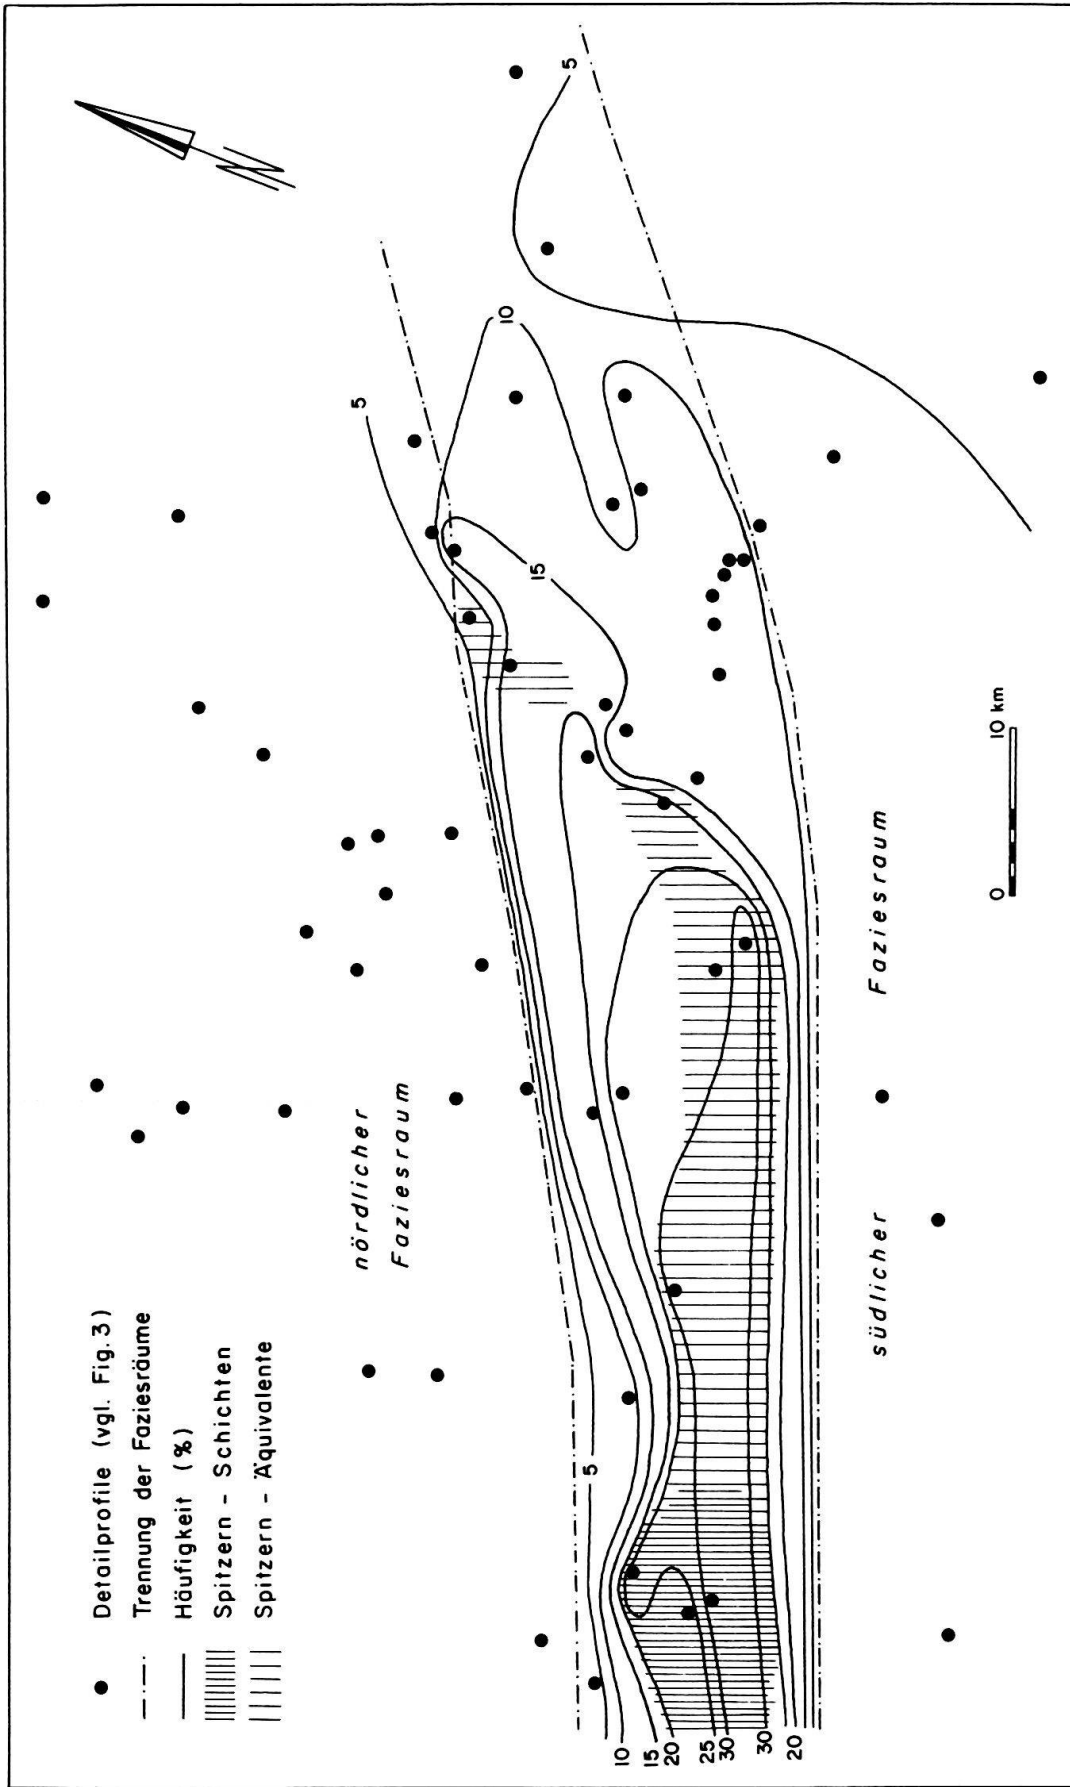 Detailprofile (vgl. Fig. 3)
Trennung der Faziesräume
Häufigkeit (%)
Spitzern - Schichten
Spitzern - Äquivalente
nördlicher
Faziesraum
südlicher Faziesraum
N
5
5
5
10
15
10
15
20
25
30
30
20
0 10 km